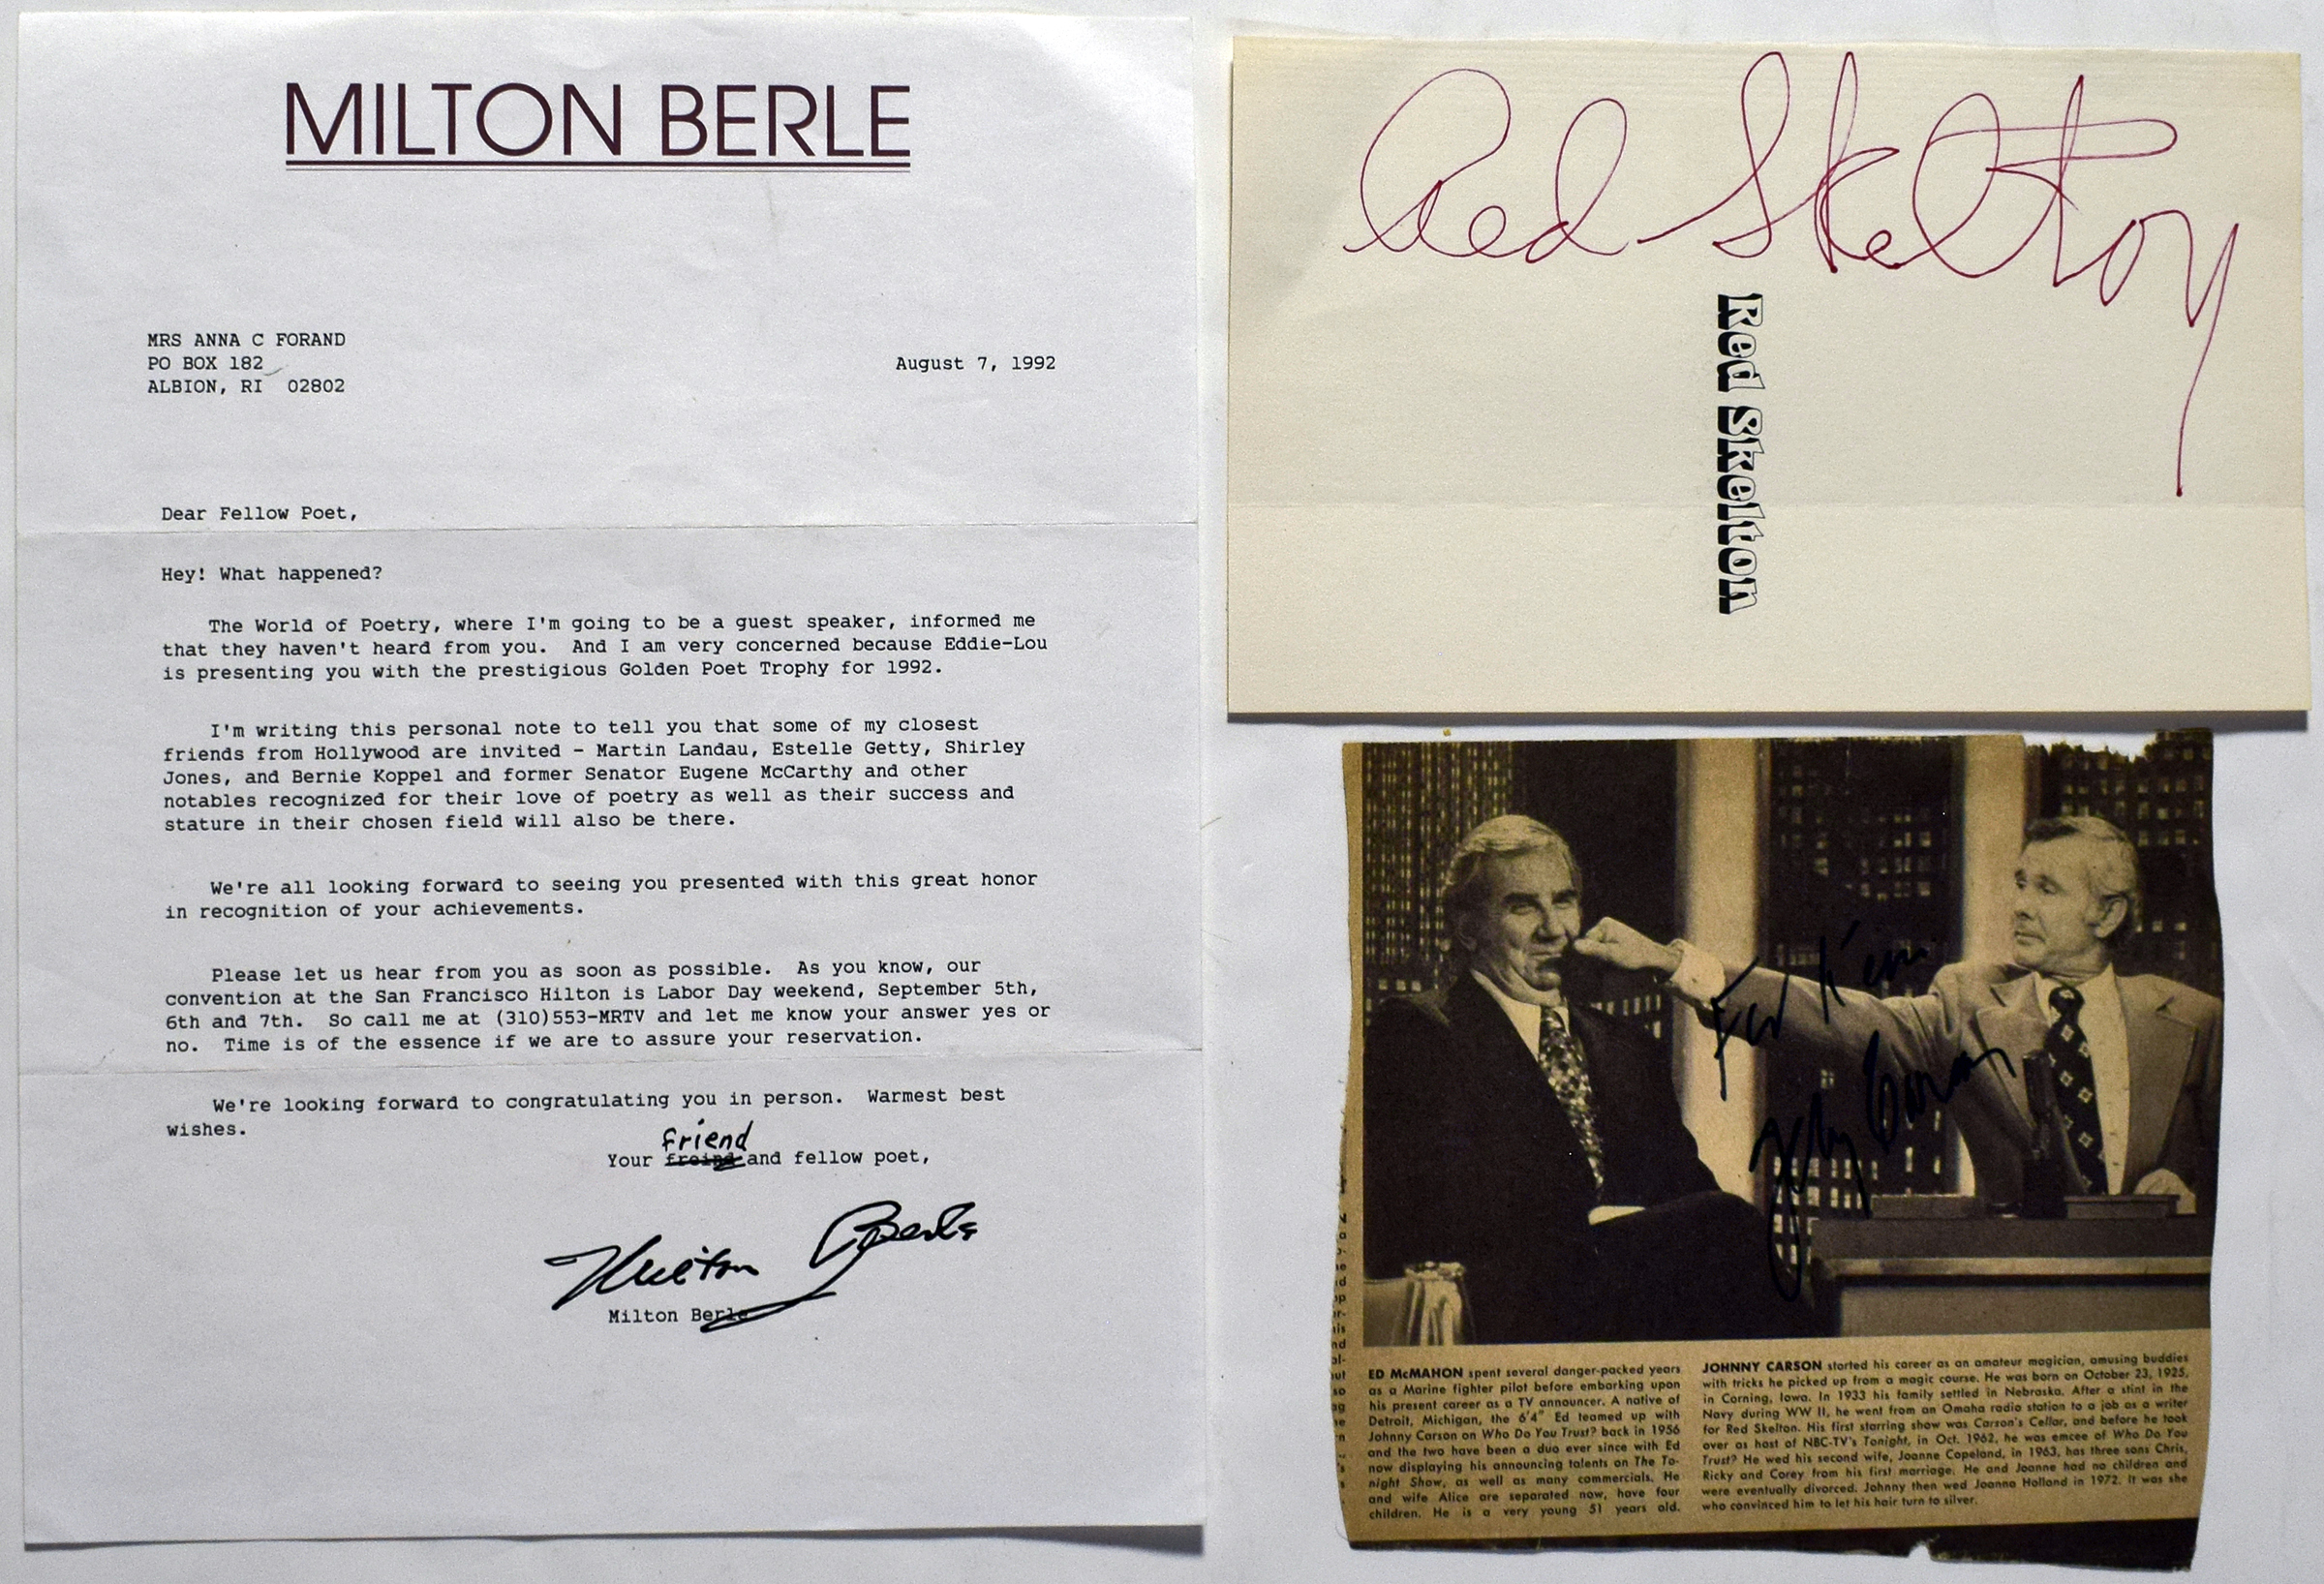 MILTON BERLE
MRS ANNA C FORAND
PO BOX 182
ALBION, RI  02802
August 7, 1992
Dear Fellow Poet,
Hey! What happened?
The World of Poetry, where I'm going to be a guest speaker, informed me
that they haven't heard from you.  And I am very concerned because Eddie-Lou
is presenting you with the prestigious Golden Poet Trophy for 1992.
I'm writing this personal note to tell you that some of my closest
friends from Hollywood are invited - Martin Landau, Estelle Getty, Shirley
Jones, and Bernie Koppel and former Senator Eugene McCarthy and other
notables recognized for their love of poetry as well as their success and
stature in their chosen field will also be there.
We're all looking forward to seeing you presented with this great honor
in recognition of your achievements.
Please let us hear from you as soon as possible.  As you know, our
convention at the San Francisco Hilton is Labor Day weekend, September 5th,
6th and 7th.  So call me at (310)553-MRTV and let me know your answer yes or
no.  Time is of the essence if we are to assure your reservation.
We're looking forward to congratulating you in person.  Warmest best
wishes.
friend
Your freind and fellow poet,
Milton Berle
Milton Berle
Red Skelton
Red Skelton
For
Johnny Carson
ED McMAHON spent several danger-packed years
as a Marine fighter pilot before embarking upon
his present career as a TV announcer. A native of
Detroit, Michigan, the 6'4" Ed teamed up with
Johnny Carson on Who Do You Trust? back in 1956
and the two have been a duo ever since with Ed
now displaying his announcing talents on The To-
night Show, as well as many commercials. He
and wife Alice are separated now, have four
children. He is a very young 51 years old.
JOHNNY CARSON started his career as an amateur magician, amusing buddies
with tricks he picked up from a magic course. He was born on October 23, 1925,
in Corning, Iowa. In 1933 his family settled in Nebraska. After a stint in the
Navy during WW II, he went from an Omaha radio station to a job as a writer
for Red Skelton. His first starring show was Carson's Cellar, and before he took
over as host of NBC-TV's Tonight, in Oct. 1962, he was emcee of Who Do You
Trust? He wed his second wife, Joanne Copeland, in 1963, has three sons Chris,
Ricky and Corey from his first marriage. He and Joanne had no children and
were eventually divorced. Johnny then wed Joanna Holland in 1972. It was she
who convinced him to let his hair turn to silver.